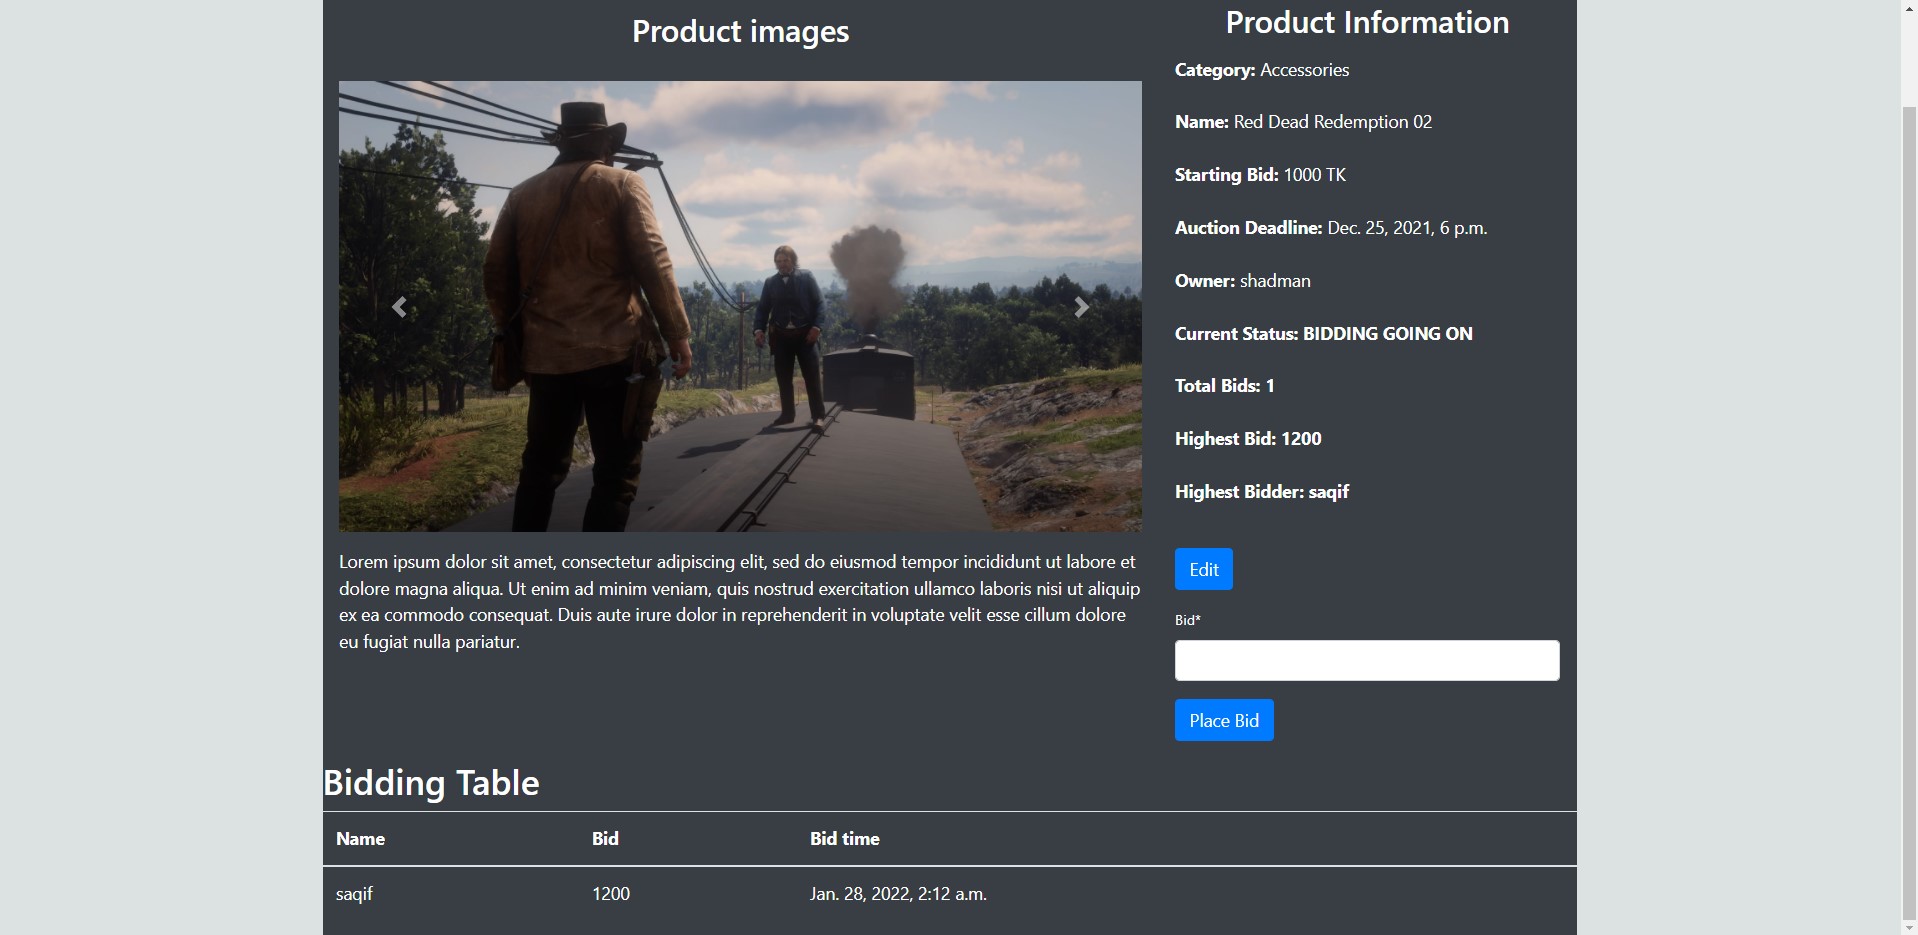 Product images
Lorem ipsum dolor sit amet, consectetur adipiscing elit, sed do eiusmod tempor incididunt ut labore et
dolore magna aliqua. Ut enim ad minim veniam, quis nostrud exercitation ullamco laboris nisi ut aliquip
ex ea commodo consequat. Duis aute irure dolor in reprehenderit in voluptate velit esse cillum dolore
eu fugiat nulla pariatur.
Product Information
Category: Accessories
Name: Red Dead Redemption 02
Starting Bid: 1000 TK
Auction Deadline: Dec. 25, 2021, 6 p.m.
Owner: shadman
Current Status: BIDDING GOING ON
Total Bids: 1
Highest Bid: 1200
Highest Bidder: saqif
Edit
Bid*
Place Bid
Bidding Table
Name Bid Bid time
saqif 1200 Jan. 28, 2022, 2:12 a.m.